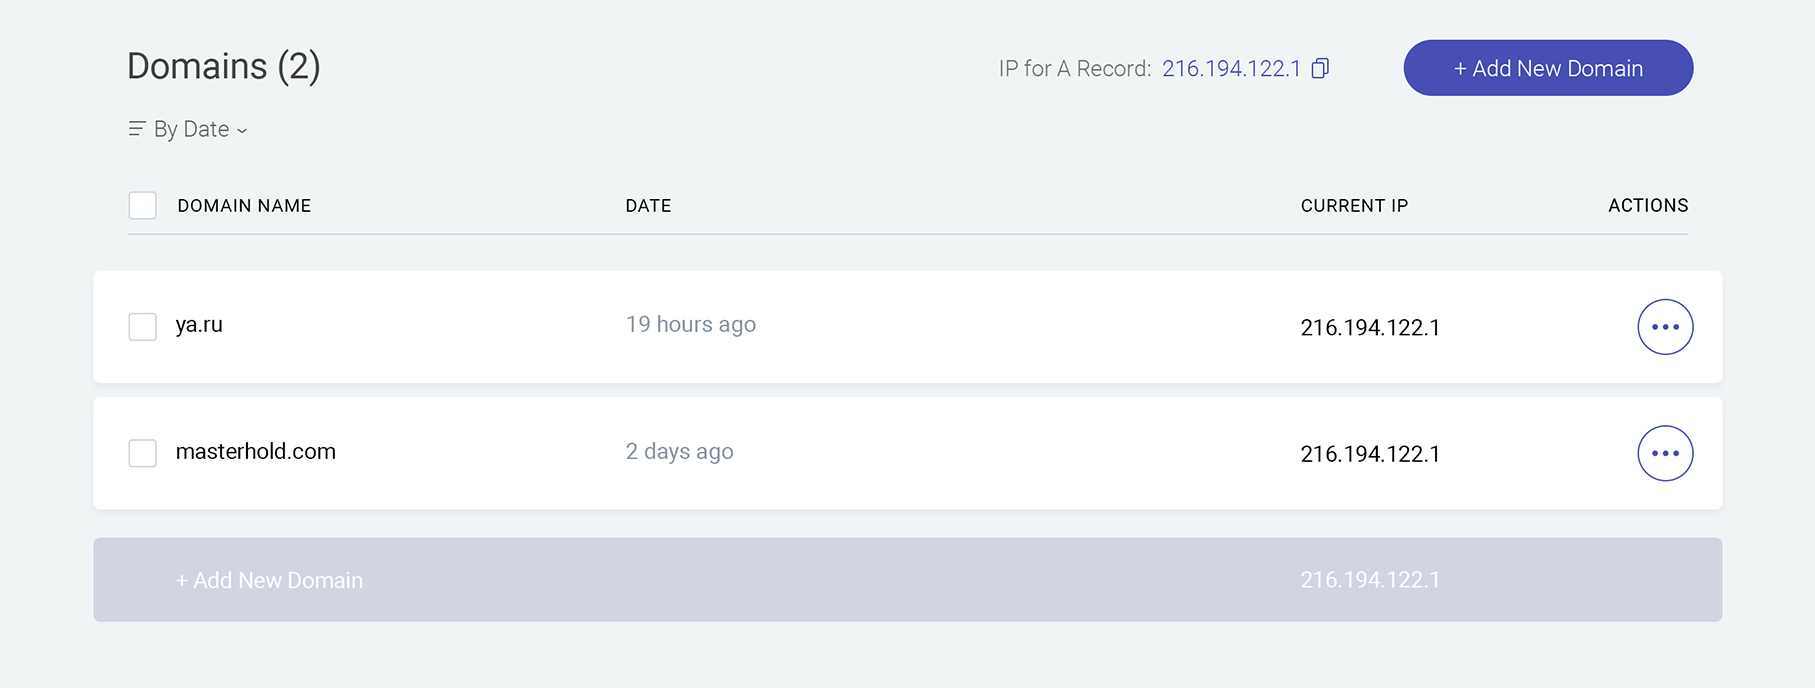 Domains (2)
IP for A Record: 216.194.122.1
+ Add New Domain
By Date
DOMAIN NAME DATE CURRENT IP ACTIONS
ya.ru 19 hours ago 216.194.122.1
masterhold.com 2 days ago 216.194.122.1
+ Add New Domain 216.194.122.1